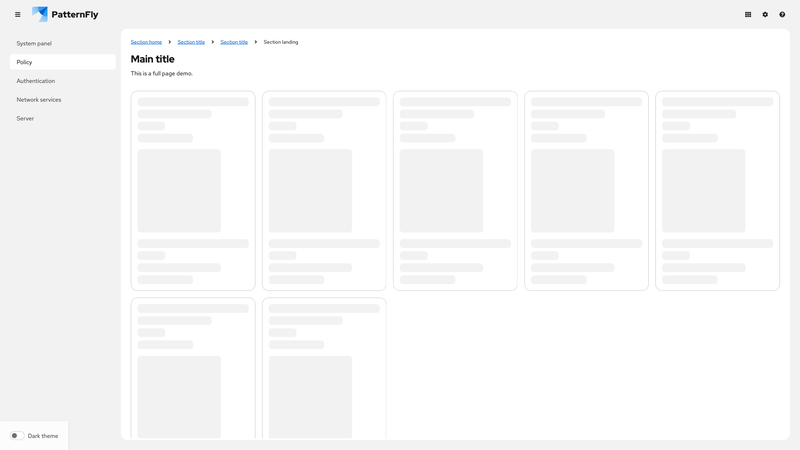 PatternFly
System panel
Policy
Authentication
Network services
Server
Section home
Section title
Section title
Section landing
Main title
This is a full page demo.
Dark theme